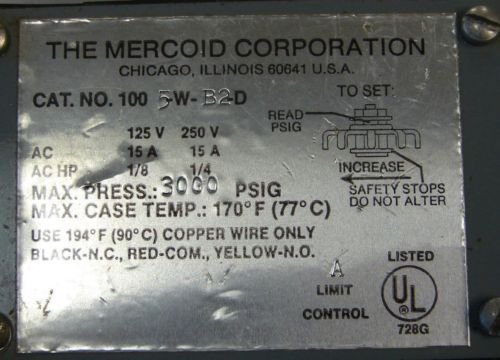 THE MERCOID CORPORATION
CHICAGO, ILLINOIS 60641 U.S.A.
CAT. NO. 100 5-W-B2-D
TO SET:
READ
PSIG
125 V 250 V
AC 15 A 15 A
AC HP 1/8 1/4
INCREASE
MAX. PRESS.: 3000 PSIG
SAFETY STOPS
DO NOT ALTER
MAX. CASE TEMP.: 170°F (77°C)
USE 194°F (90°C) COPPER WIRE ONLY
BLACK-N.C., RED-COM., YELLOW-N.O.
A
LIMIT
CONTROL
LISTED
UL
®
728G